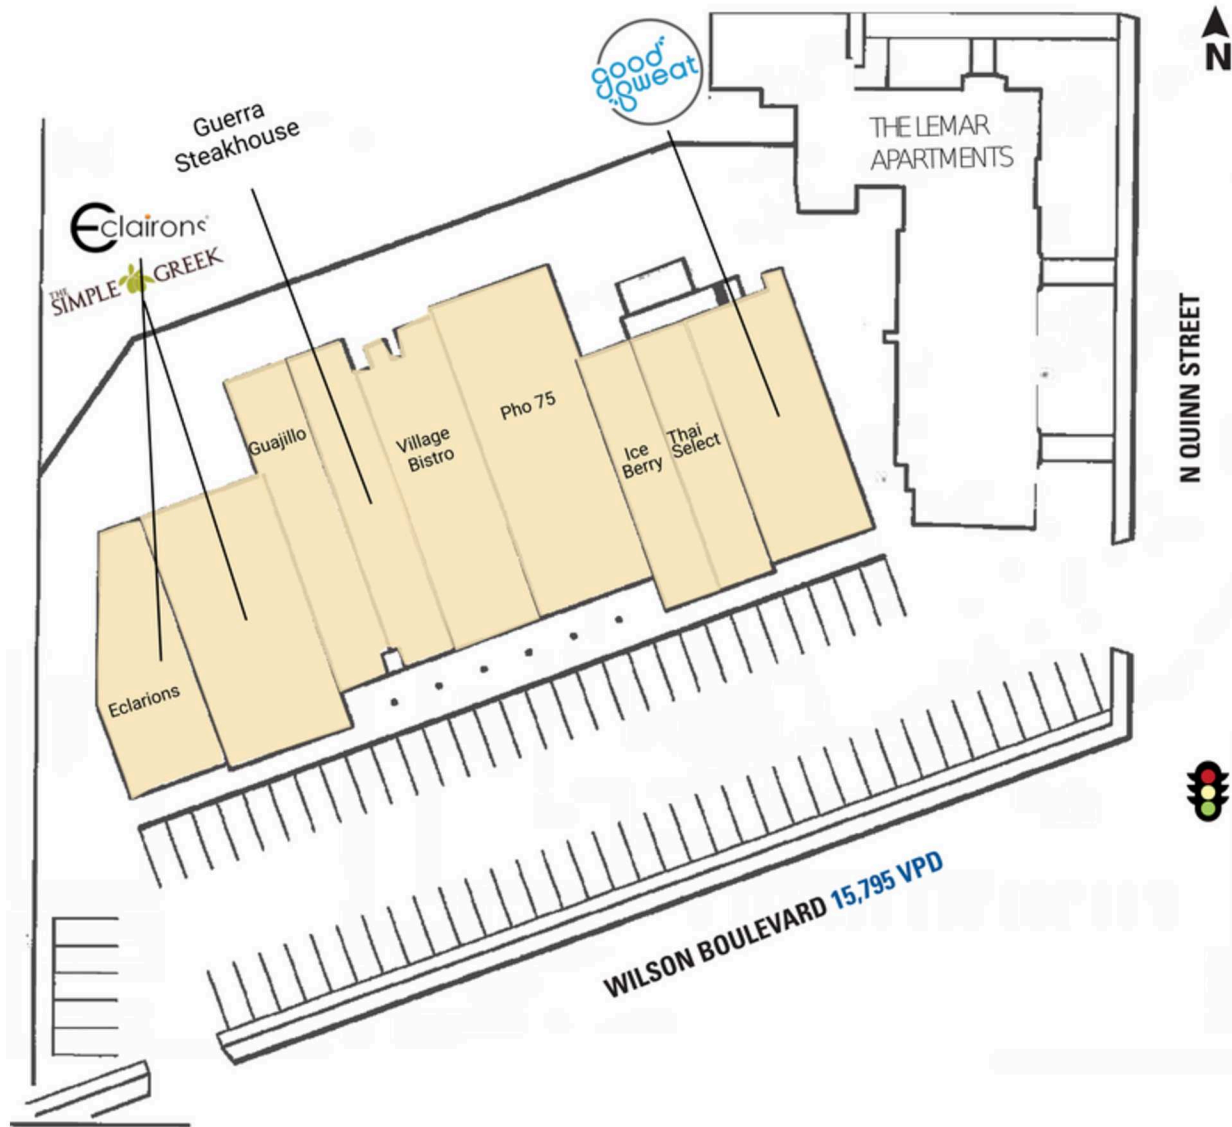 good
sweat
N
THE LEMAR
APARTMENTS
Guerra
Steakhouse
Eclairons
THE
SIMPLE GREEK
N QUINN STREET
Guajillo
Village
Bistro
Pho 75
Ice
Berry
Thai
Select
Eclarions
WILSON BOULEVARD 15,795 VPD